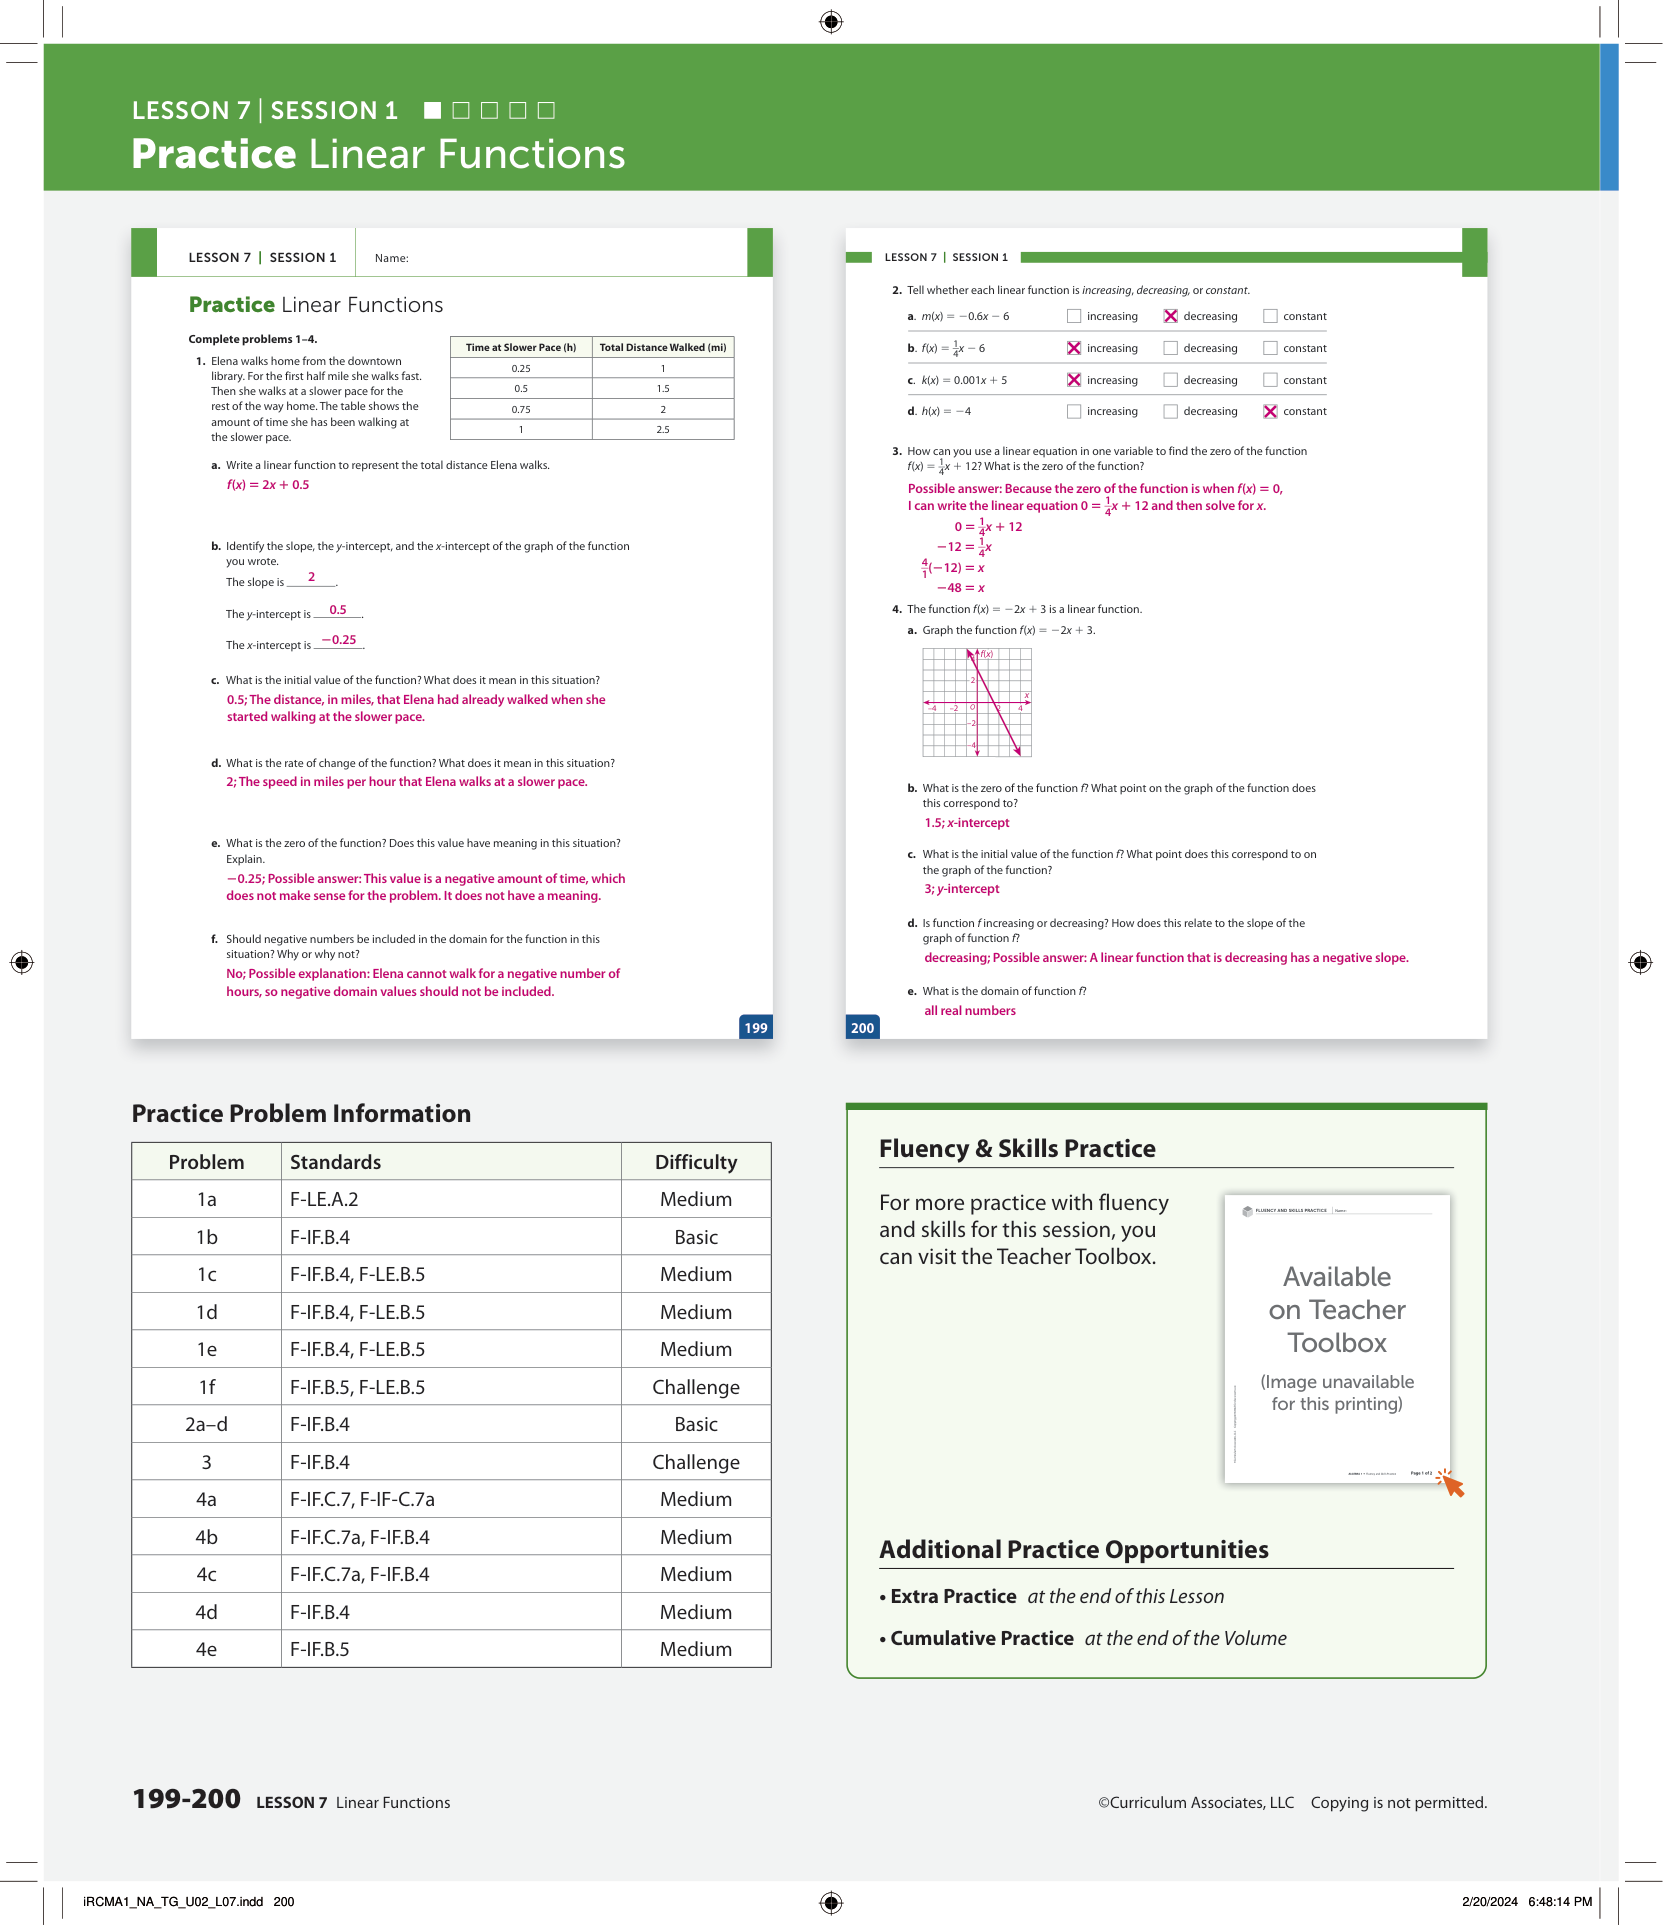 LESSON 7 | SESSION 1
Practice Linear Functions
LESSON 7 | SESSION 1
Name:
Practice Linear Functions
Complete problems 1–4.
1. Elena walks home from the downtown
library. For the first half mile she walks fast.
Then she walks at a slower pace for the
rest of the way home. The table shows the
amount of time she has been walking at
the slower pace.
Time at Slower Pace (h) Total Distance Walked (mi)
0.25 1
0.5 1.5
0.75 2
1 2.5
a. Write a linear function to represent the total distance Elena walks.
f(x) = 2x + 0.5
b. Identify the slope, the y-intercept, and the x-intercept of the graph of the function
you wrote.
The slope is 2.
The y-intercept is 0.5.
The x-intercept is −0.25.
c. What is the initial value of the function? What does it mean in this situation?
0.5; The distance, in miles, that Elena had already walked when she
started walking at the slower pace.
d. What is the rate of change of the function? What does it mean in this situation?
2; The speed in miles per hour that Elena walks at a slower pace.
e. What is the zero of the function? Does this value have meaning in this situation?
Explain.
−0.25; Possible answer: This value is a negative amount of time, which
does not make sense for the problem. It does not have a meaning.
f. Should negative numbers be included in the domain for the function in this
situation? Why or why not?
No; Possible explanation: Elena cannot walk for a negative number of
hours, so negative domain values should not be included.
199
LESSON 7 | SESSION 1
2. Tell whether each linear function is increasing, decreasing, or constant.
a. m(x) = −0.6x − 6 increasing decreasing constant
b. f(x) = 1/4x − 6 increasing decreasing constant
c. k(x) = 0.001x + 5 increasing decreasing constant
d. h(x) = −4 increasing decreasing constant
3. How can you use a linear equation in one variable to find the zero of the function
f(x) = 1/4x + 12? What is the zero of the function?
Possible answer: Because the zero of the function is when f(x) = 0,
I can write the linear equation 0 = 1/4x + 12 and then solve for x.
0 = 1/4x + 12
−12 = 1/4x
4/1(−12) = x
−48 = x
4. The function f(x) = −2x + 3 is a linear function.
a. Graph the function f(x) = −2x + 3.
f(x)
2
x
−4 −2 0 2 4
−2
−4
b. What is the zero of the function f? What point on the graph of the function does
this correspond to?
1.5; x-intercept
c. What is the initial value of the function f? What point does this correspond to on
the graph of the function?
3; y-intercept
d. Is function f increasing or decreasing? How does this relate to the slope of the
graph of function f?
decreasing; Possible answer: A linear function that is decreasing has a negative slope.
e. What is the domain of function f?
all real numbers
200
Practice Problem Information
Problem Standards Difficulty
1a F-LE.A.2 Medium
1b F-IF.B.4 Basic
1c F-IF.B.4, F-LE.B.5 Medium
1d F-IF.B.4, F-LE.B.5 Medium
1e F-IF.B.4, F-LE.B.5 Medium
1f F-IF.B.5, F-LE.B.5 Challenge
2a–d F-IF.B.4 Basic
3 F-IF.B.4 Challenge
4a F-IF.C.7, F-IF-C.7a Medium
4b F-IF.C.7a, F-IF.B.4 Medium
4c F-IF.C.7a, F-IF.B.4 Medium
4d F-IF.B.4 Medium
4e F-IF.B.5 Medium
Fluency & Skills Practice
For more practice with fluency
and skills for this session, you
can visit the Teacher Toolbox.
FLUENCY AND SKILLS PRACTICE Name:
Available
on Teacher
Toolbox
(Image unavailable
for this printing)
Page 1 of 2
Additional Practice Opportunities
• Extra Practice at the end of this Lesson
• Cumulative Practice at the end of the Volume
199-200 LESSON 7 Linear Functions
©Curriculum Associates, LLC Copying is not permitted.
iRCMA1_NA_TG_U02_L07.indd 200
2/20/2024 6:48:14 PM